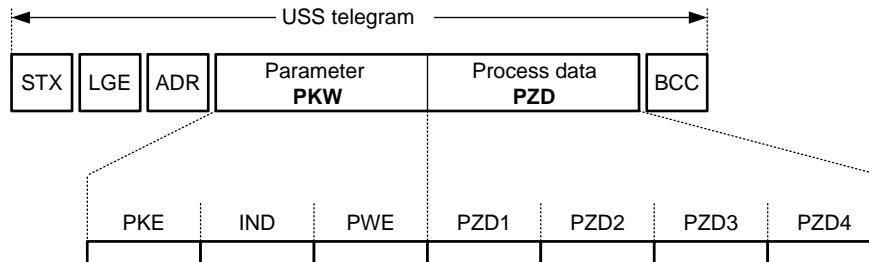 USS telegram
STX LGE ADR Parameter PKW Process data PZD BCC
PKE IND PWE PZD1 PZD2 PZD3 PZD4